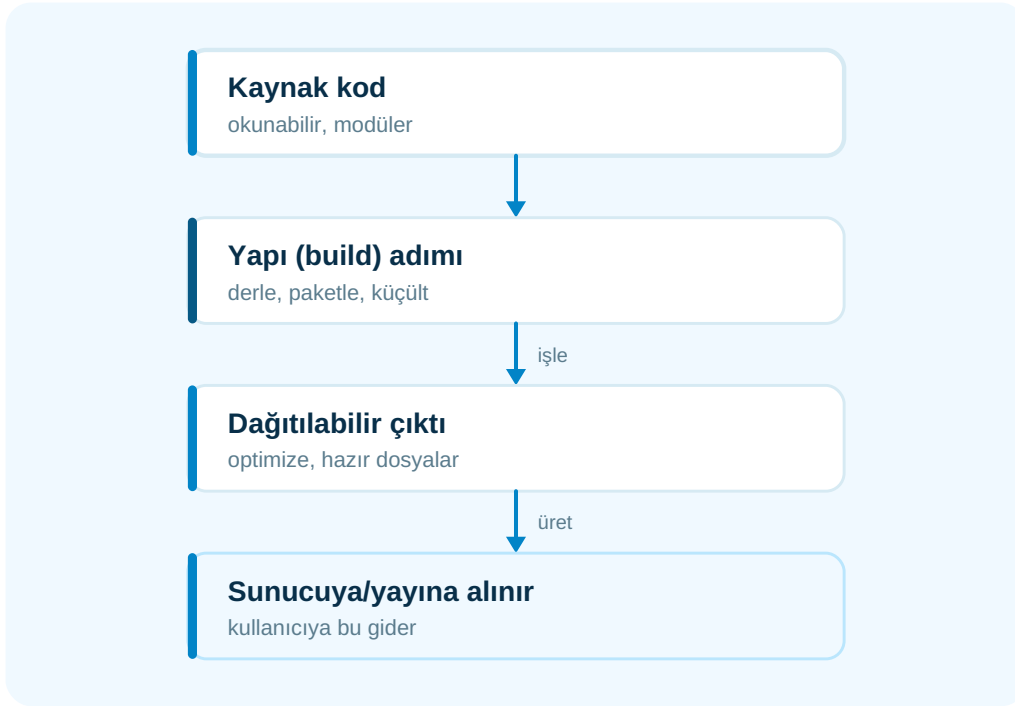 Kaynak kod
okunabilir, modüler
Yapı (build) adımı
derle, paketle, küçült
işle
Dağıtılabilir çıktı
optimize, hazır dosyalar
üret
Sunucuya/yayına alınır
kullanıcıya bu gider